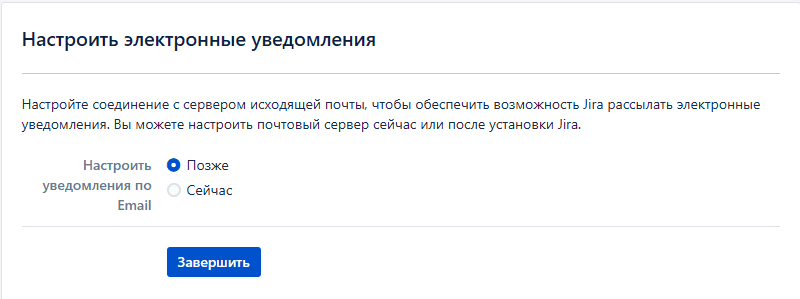 Настроить электронные уведомления
Настройте соединение с сервером исходящей почты, чтобы обеспечить возможность Jira рассылать электронные
уведомления. Вы можете настроить почтовый сервер сейчас или после установки Jira.
Настроить
уведомления по
Email
Позже
Сейчас
Завершить